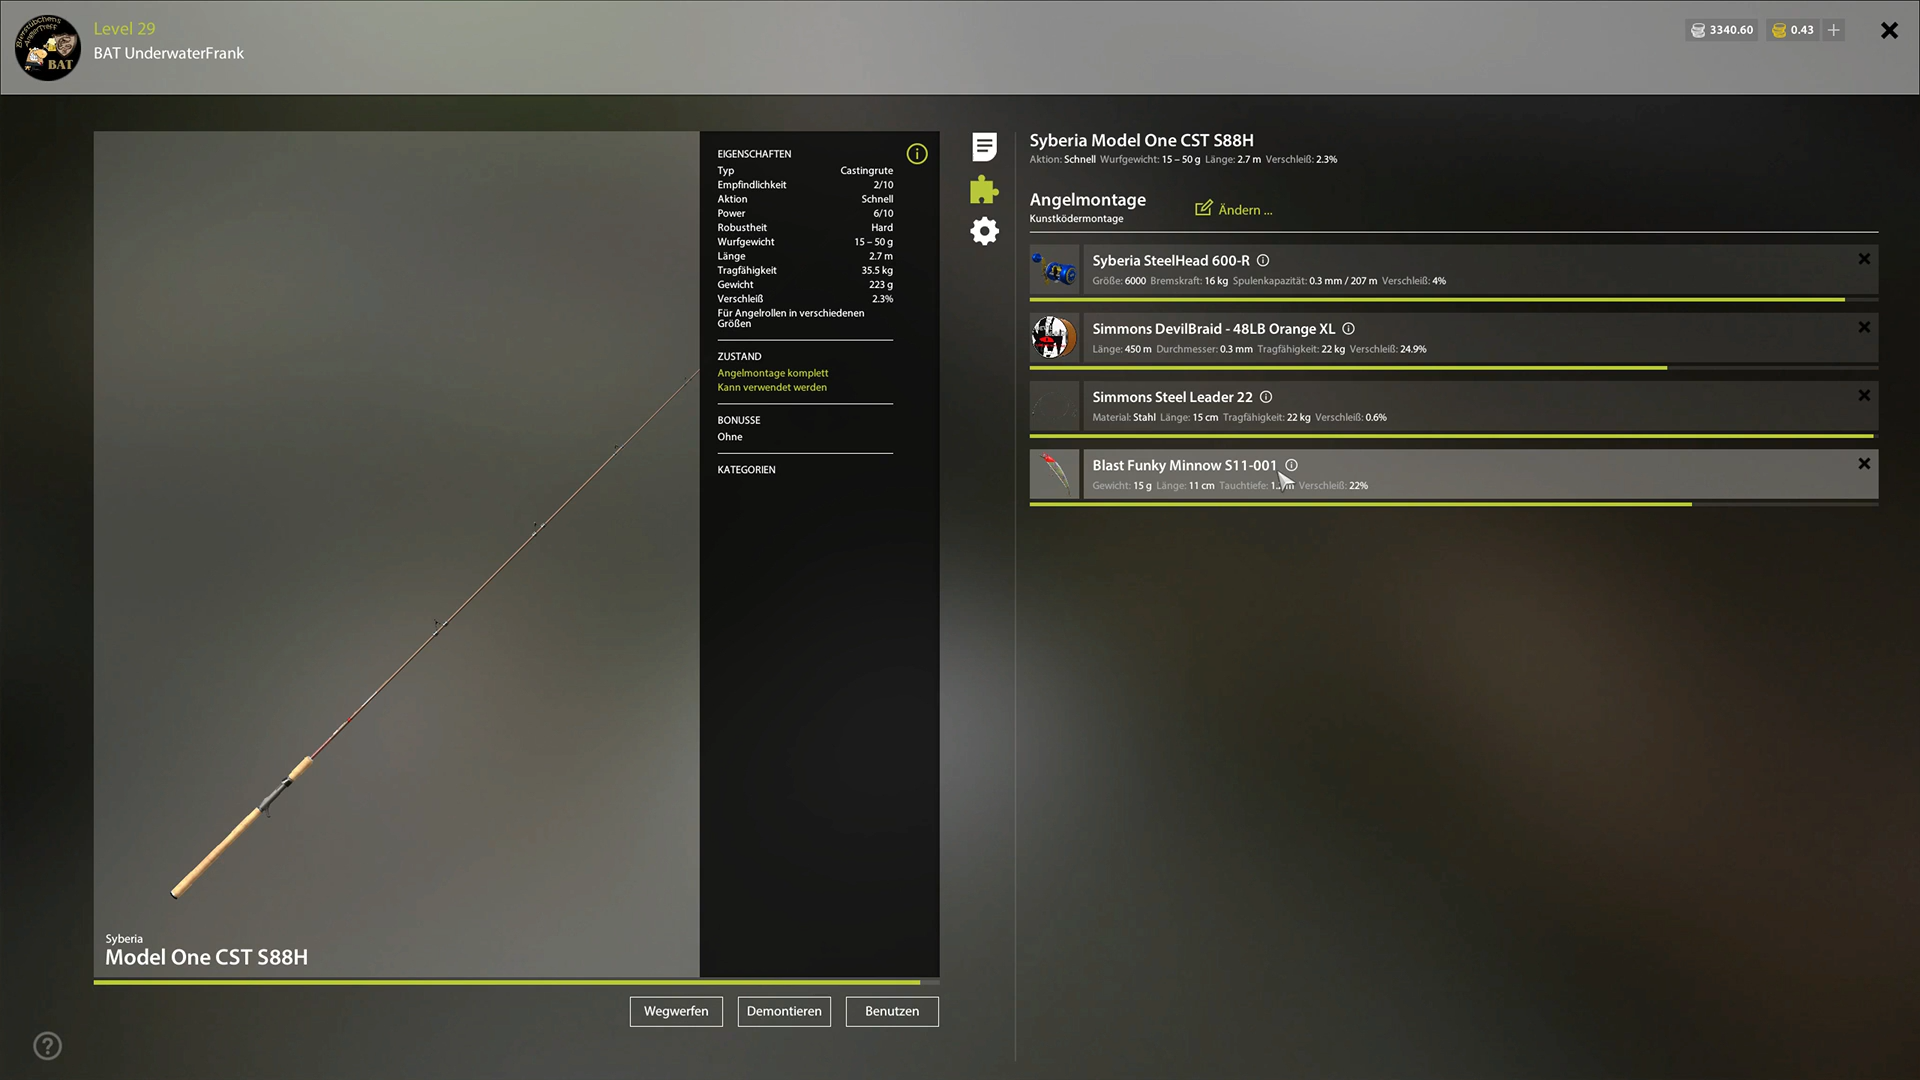 Level 29
BAT UnderwaterFrank
BAT
3340.60
0.43
EIGENSCHAFTEN
Typ Castingrute
Empfindlichkeit 2/10
Aktion Schnell
Power 6/10
Robustheit Hard
Wurfgewicht 15 – 50 g
Länge 2.7 m
Tragfähigkeit 35.5 kg
Gewicht 223 g
Verschleiß 2.3%
Für Angelrollen in verschiedenen
Größen
ZUSTAND
Angelmontage komplett
Kann verwendet werden
BONUSSE
Ohne
KATEGORIEN
Syberia
Model One CST S88H
Wegwerfen
Demontieren
Benutzen
Syberia Model One CST S88H
Aktion: Schnell Wurfgewicht: 15 – 50 g Länge: 2.7 m Verschleiß: 2.3%
Angelmontage
Kunstködermontage
Ändern ...
Syberia SteelHead 600-R
Größe: 6000 Bremskraft: 16 kg Spulenkapazität: 0.3 mm / 207 m Verschleiß: 4%
Simmons DevilBraid - 48LB Orange XL
Länge: 450 m Durchmesser: 0.3 mm Tragfähigkeit: 22 kg Verschleiß: 24.9%
Simmons Steel Leader 22
Material: Stahl Länge: 15 cm Tragfähigkeit: 22 kg Verschleiß: 0.6%
Blast Funky Minnow S11-001
Gewicht: 15 g Länge: 11 cm Tauchtiefe: m Verschleiß: 22%